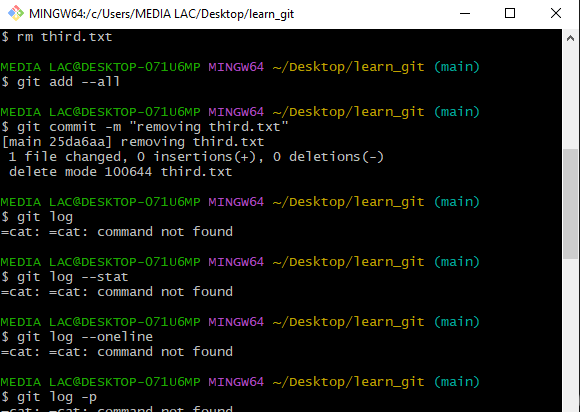 MINGW64:/c/Users/MEDIA LAC/Desktop/learn_git
$ rm third.txt
MEDIA LAC@DESKTOP-071U6MP MINGW64 ~/Desktop/learn_git (main)
$ git add --all
MEDIA LAC@DESKTOP-071U6MP MINGW64 ~/Desktop/learn_git (main)
$ git commit -m "removing third.txt"
[main 25da6aa] removing third.txt
 1 file changed, 0 insertions(+), 0 deletions(-)
 delete mode 100644 third.txt
MEDIA LAC@DESKTOP-071U6MP MINGW64 ~/Desktop/learn_git (main)
$ git log
=cat: =cat: command not found
MEDIA LAC@DESKTOP-071U6MP MINGW64 ~/Desktop/learn_git (main)
$ git log --stat
=cat: =cat: command not found
MEDIA LAC@DESKTOP-071U6MP MINGW64 ~/Desktop/learn_git (main)
$ git log --oneline
=cat: =cat: command not found
MEDIA LAC@DESKTOP-071U6MP MINGW64 ~/Desktop/learn_git (main)
$ git log -p
=cat: =cat: command not found